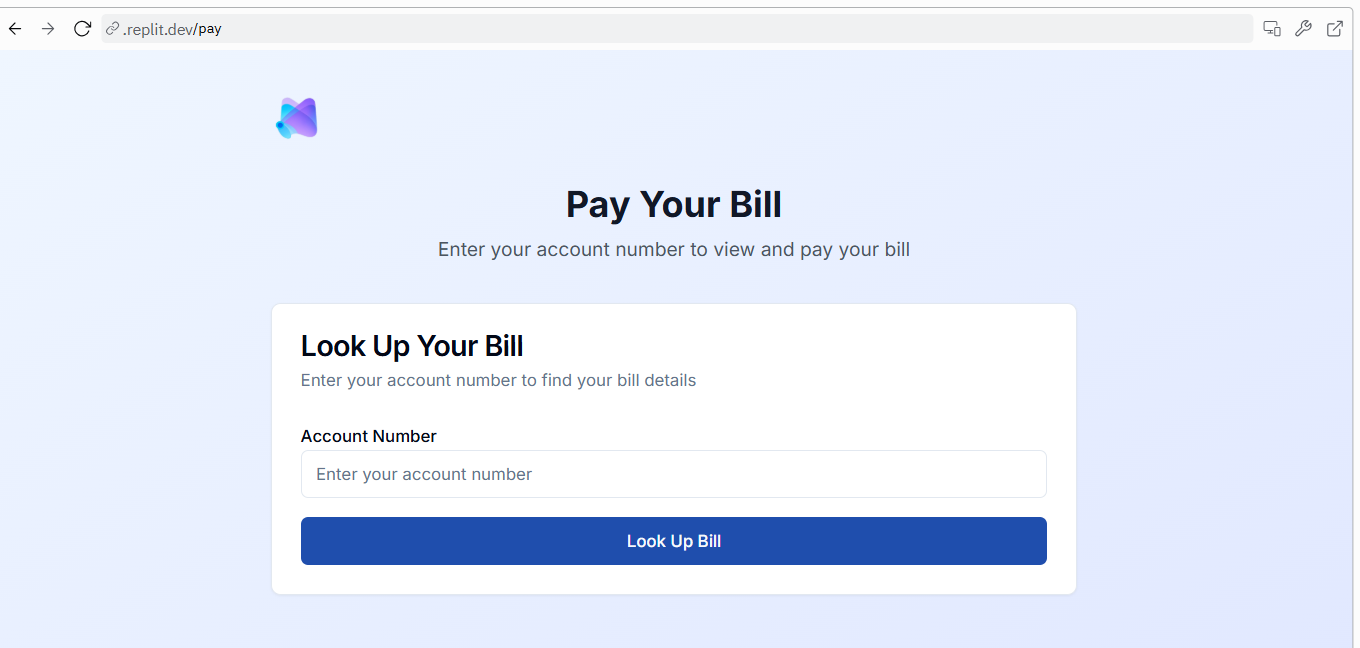 .replit.dev/pay
Pay Your Bill
Enter your account number to view and pay your bill
Look Up Your Bill
Enter your account number to find your bill details
Account Number
Enter your account number
Look Up Bill